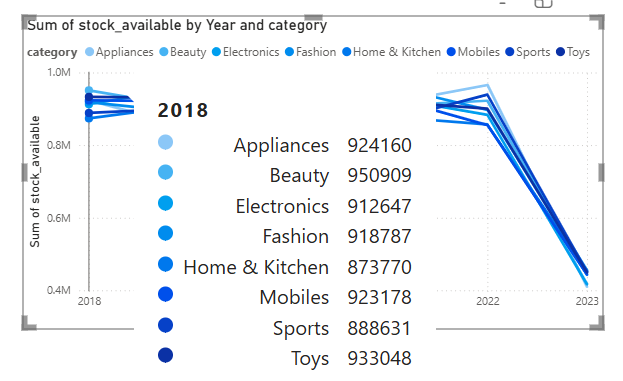 Sum of stock_available by Year and category
category Appliances Beauty Electronics Fashion Home & Kitchen Mobiles Sports Toys
Sum of stock_available
1.0M
0.8M
0.6M
0.4M
2018
2022
2023
2018
Appliances 924160
Beauty 950909
Electronics 912647
Fashion 918787
Home & Kitchen 873770
Mobiles 923178
Sports 888631
Toys 933048